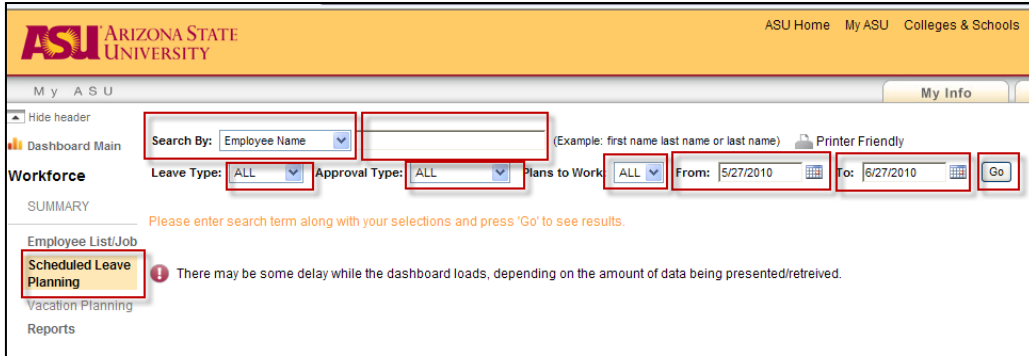 ASU Home My ASU Colleges & Schools
ASU ARIZONA STATE
UNIVERSITY
My ASU
My Info
Hide header
Dashboard Main
Search By: Employee Name (Example: first name last name or last name) Printer Friendly
Workforce
Leave Type: ALL Approval Type: ALL Plans to Work: ALL From: 5/27/2010 To: 6/27/2010 Go
SUMMARY
Please enter search term along with your selections and press 'Go' to see results.
Employee List/Job
Scheduled Leave
Planning
There may be some delay while the dashboard loads, depending on the amount of data being presented/retreived.
Vacation Planning
Reports